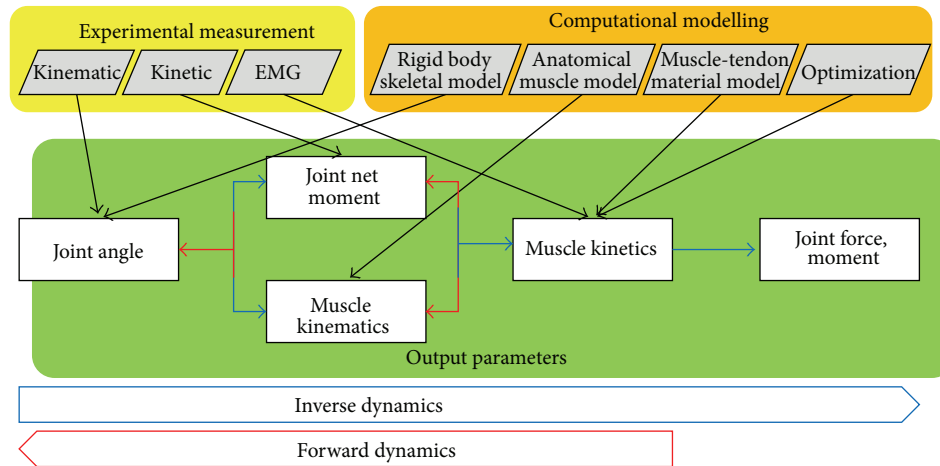 Experimental measurement
Kinematic
Kinetic
EMG
Computational modelling
Rigid body
skeletal model
Anatomical
muscle model
Muscle-tendon
material model
Optimization
Joint net
moment
Joint angle
Muscle kinetics
Joint force,
moment
Muscle
kinematics
Output parameters
Inverse dynamics
Forward dynamics